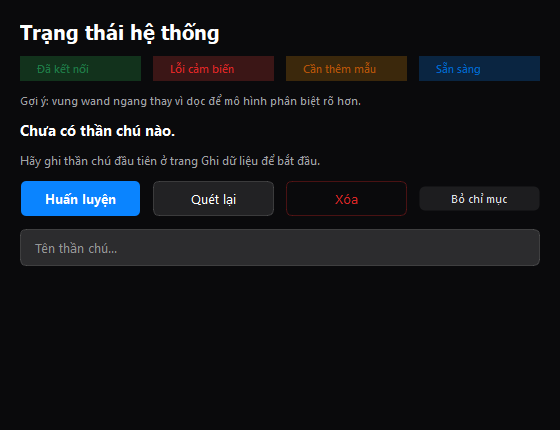 Trạng thái hệ thống
Đã kết nối
Lỗi cảm biến
Cần thêm mẫu
Sẵn sàng
Gợi ý: vung wand ngang thay vì dọc để mô hình phân biệt rõ hơn.
Chưa có thần chú nào.
Hãy ghi thần chú đầu tiên ở trang Ghi dữ liệu để bắt đầu.
Huấn luyện
Quét lại
Xóa
Bỏ chỉ mục
Tên thần chú...